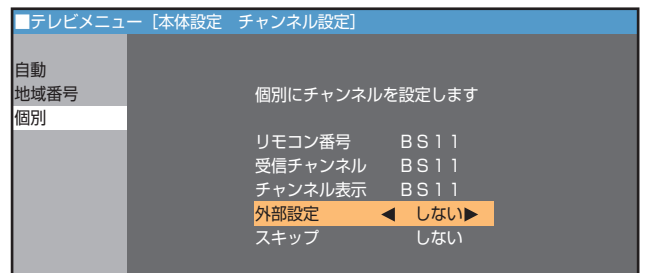 ■テレビメニュー［本体設定　チャンネル設定］
自動
地域番号
個別
個別にチャンネルを設定します
リモコン番号　ＢＳ１１
受信チャンネル　ＢＳ１１
チャンネル表示　ＢＳ１１
外部設定　◀　しない▶
スキップ　しない